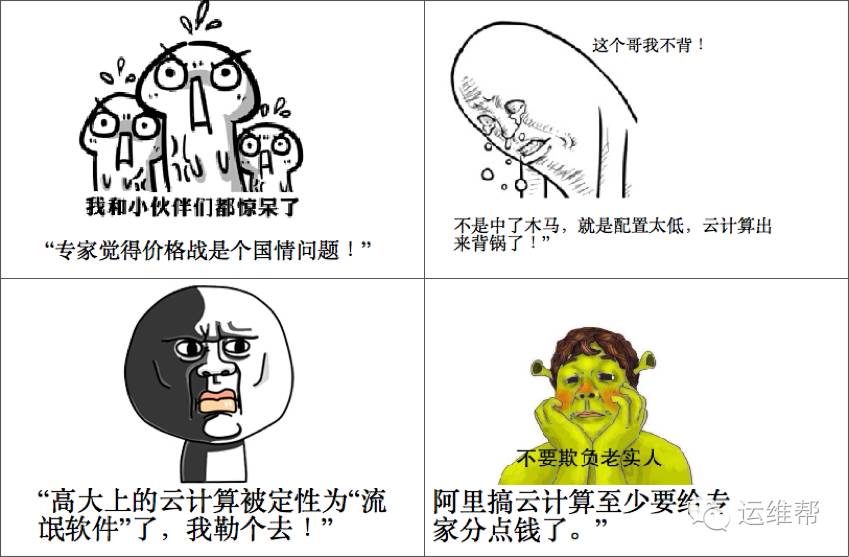 我和小伙伴们都惊呆了
“专家觉得价格战是个国情问题！”
这个哥我不背！
不是中了木马，就是配置太低，云计算出
来背锅了！”
“高大上的云计算被定性为“流
氓软件”了，我勒个去！”
不要欺负老实人
阿里搞云计算至少要给专
家分点钱了。”
运维帮